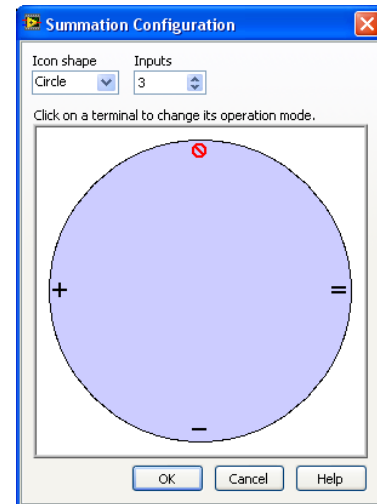 Summation Configuration
Icon shape Inputs
Circle 3
Click on a terminal to change its operation mode.
+ =
−
OK Cancel Help